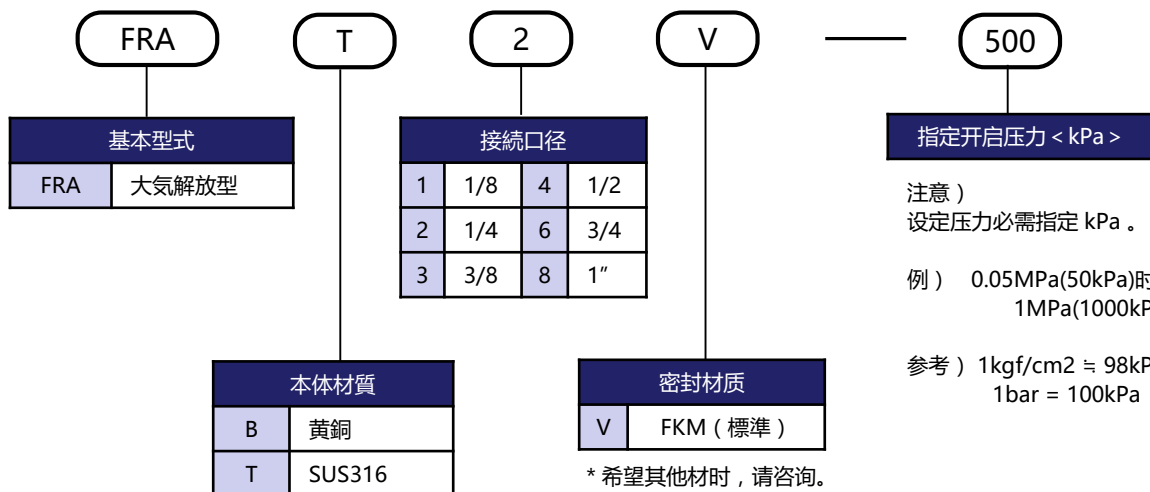 FRA T 2 V 500
基本型式
FRA 大気解放型
接続口径
1 1/8 4 1/2
2 1/4 6 3/4
3 3/8 8 1”
指定开启压力＜kPa＞
注意）
设定压力必需指定 kPa 。
例） 0.05MPa(50kPa)时
1MPa(1000kP
参考）1kgf/cm2 ≒ 98kP
1bar = 100kPa
本体材質
B 黄銅
T SUS316
密封材质
V FKM（標準）
* 希望其他材时，请咨询。